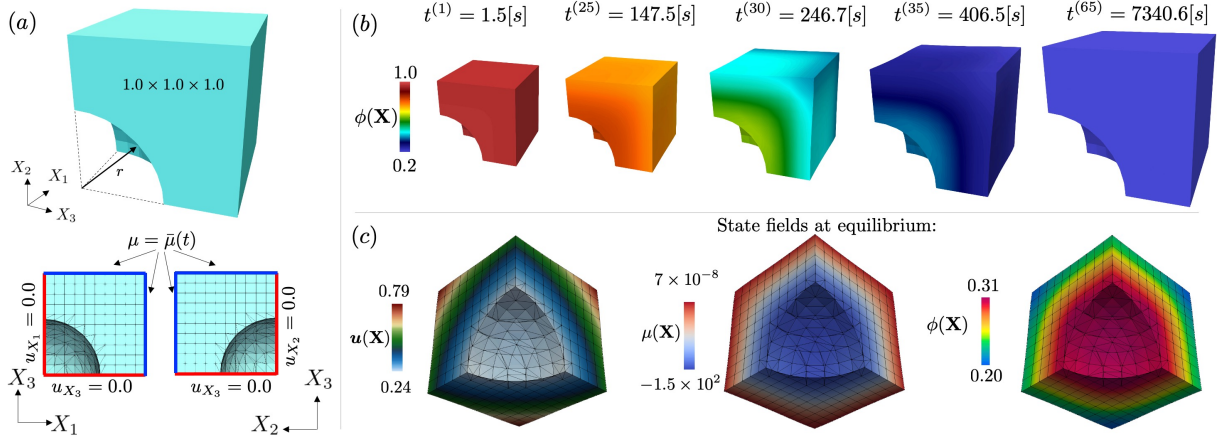 (a)
1.0 × 1.0 × 1.0
r
X₂
X₁
X₃
μ = μ̄(t)
u_{X₁} = 0.0
u_{X₂} = 0.0
u_{X₃} = 0.0
u_{X₃} = 0.0
X₃
X₁
X₃
X₂
(b)
t⁽¹⁾ = 1.5[s]
t⁽²⁵⁾ = 147.5[s]
t⁽³⁰⁾ = 246.7[s]
t⁽³⁵⁾ = 406.5[s]
t⁽⁶⁵⁾ = 7340.6[s]
1.0
ϕ(X)
0.2
(c)
State fields at equilibrium:
0.79
u(X)
0.24
7 × 10⁻⁸
μ(X)
−1.5 × 10²
0.31
ϕ(X)
0.20